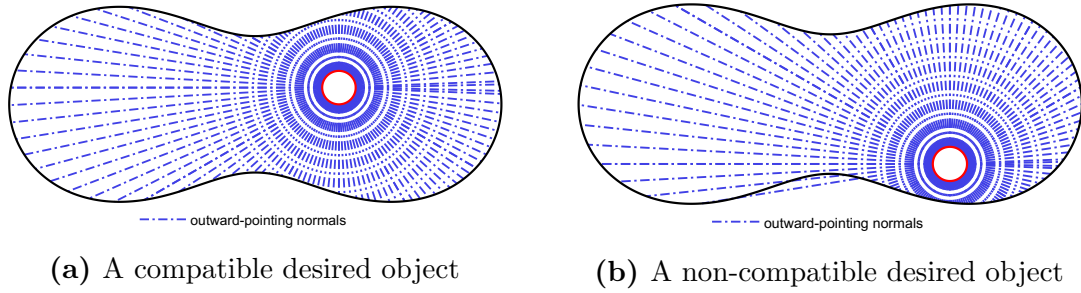 outward-pointing normals
outward-pointing normals
(a) A compatible desired object
(b) A non-compatible desired object